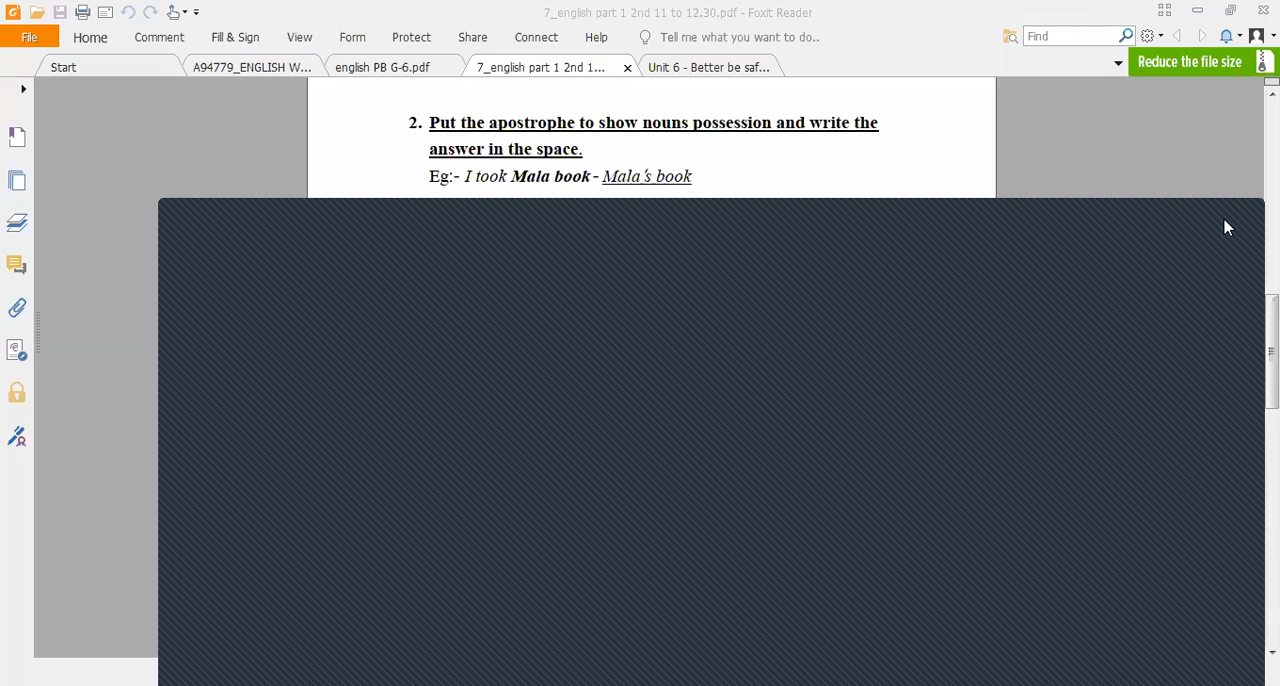 7_english part 1 2nd 11 to 12.30.pdf - Foxit Reader
File Home Comment Fill & Sign View Form Protect Share Connect Help Tell me what you want to do.. Find
Start A94779_ENGLISH W... english PB G-6.pdf 7_english part 1 2nd 1... Unit 6 - Better be saf... Reduce the file size
2. Put the apostrophe to show nouns possession and write the
answer in the space.
Eg:- I took Mala book - Mala's book